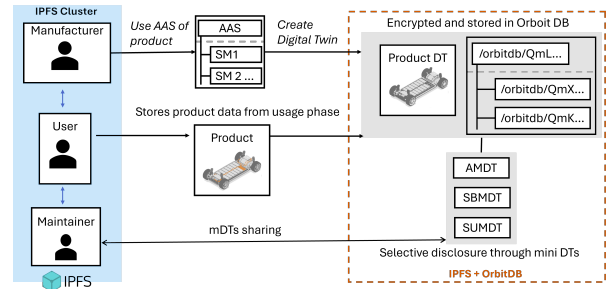 IPFS Cluster
Manufacturer
User
Maintainer
IPFS
Use AAS of
product
AAS
SM1
SM 2 ...
Create
Digital Twin
Stores product data from usage phase
Product
mDTs sharing
Encrypted and stored in Orboit DB
Product DT
/orbitdb/QmL...
/orbitdb/QmX...
/orbitdb/QmK...
AMDT
SBMDT
SUMDT
Selective disclosure through mini DTs
IPFS + OrbitDB